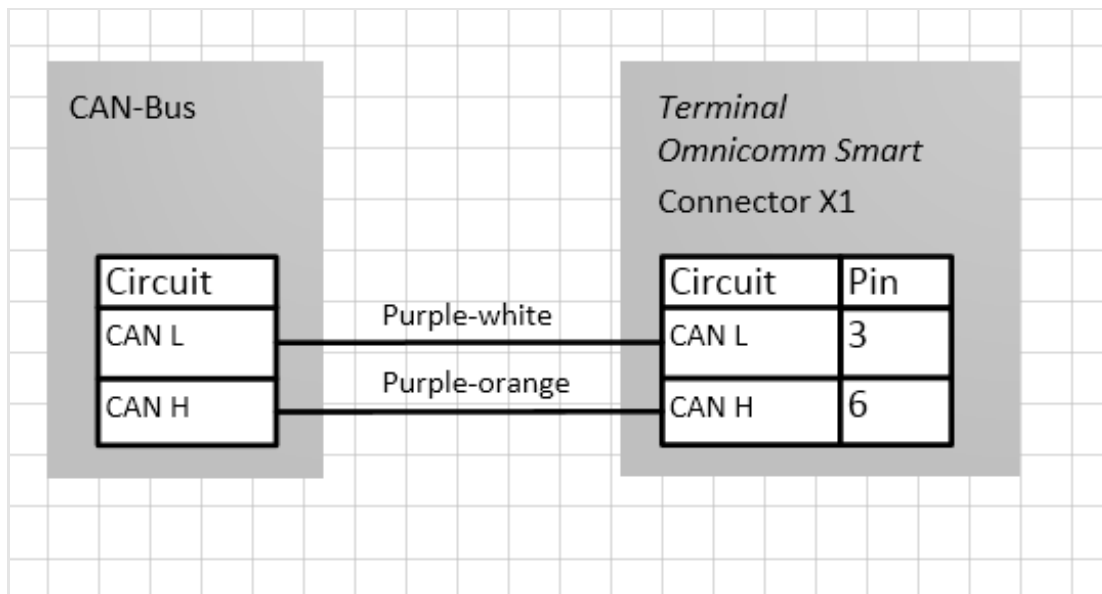 CAN-Bus
Terminal
Omnicomm Smart
Connector X1
Circuit
CAN L
CAN H
Purple-white
Purple-orange
Circuit Pin
CAN L 3
CAN H 6